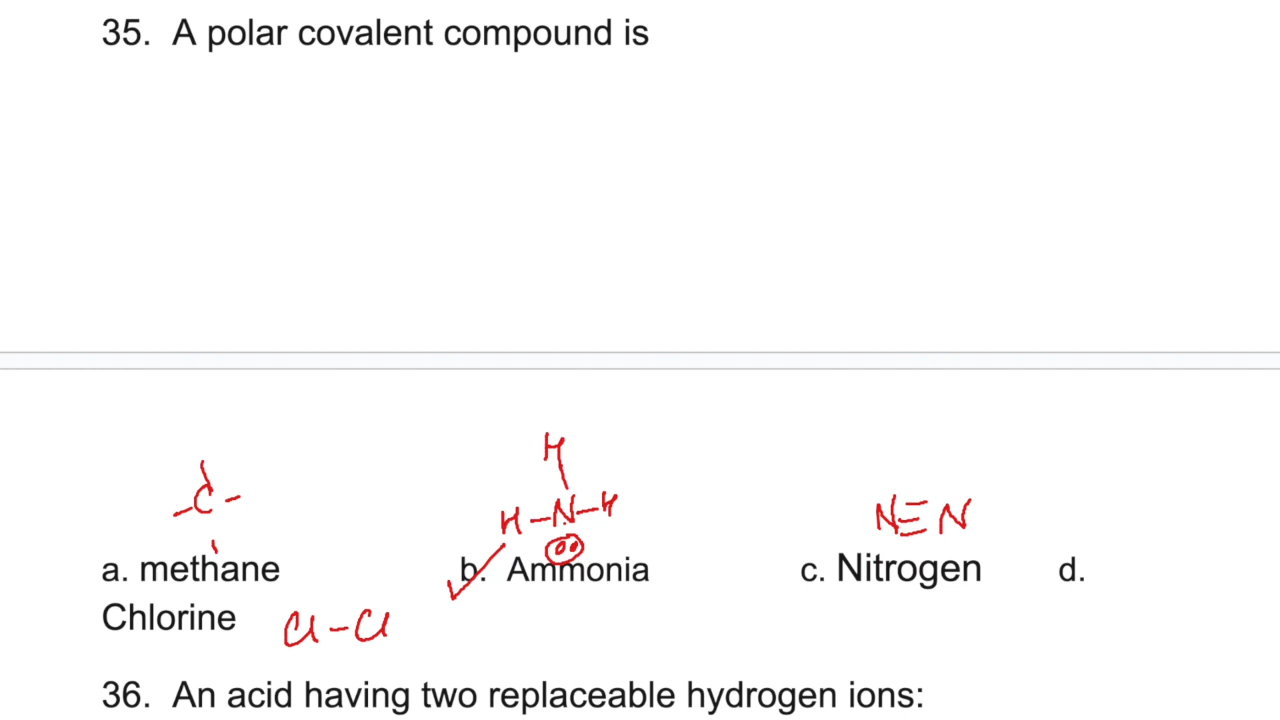 35. A polar covalent compound is
H
-C-
H-N-H
N≡N
a. methane b. Ammonia c. Nitrogen d.
Chlorine Cl-Cl
36. An acid having two replaceable hydrogen ions: